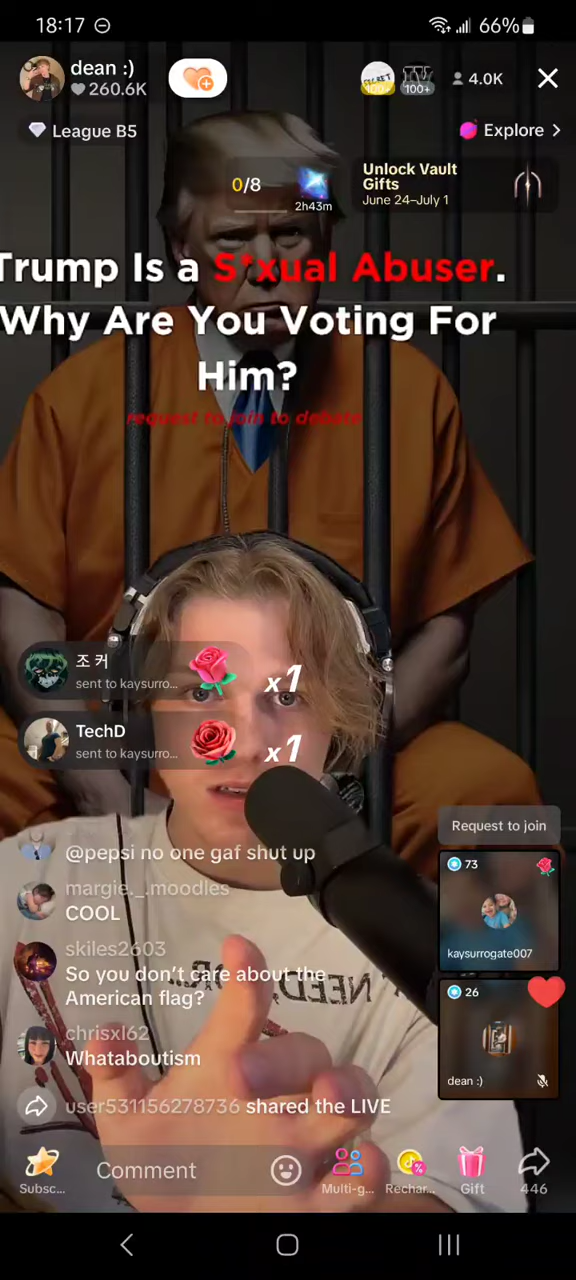 18:17
66%
dean :)
260.6K
4.0K
100+
100+
League B5
Explore
0/8
2h43m
Unlock Vault
Gifts
June 24–July 1
Trump Is a S*xual Abuser.
Why Are You Voting For
Him?
request to join to debate
조 커
sent to kaysurro...
x1
TechD
sent to kaysurro...
x1
Request to join
@pepsi no one gaf shut up
margie._.moodles
COOL
skiles2603
So you don't care about the
American flag?
chrisxl62
Whataboutism
user531156278736 shared the LIVE
73
kaysurrogate007
26
dean :)
Subsc...
Comment
Multi-g...
Rechar...
Gift
446